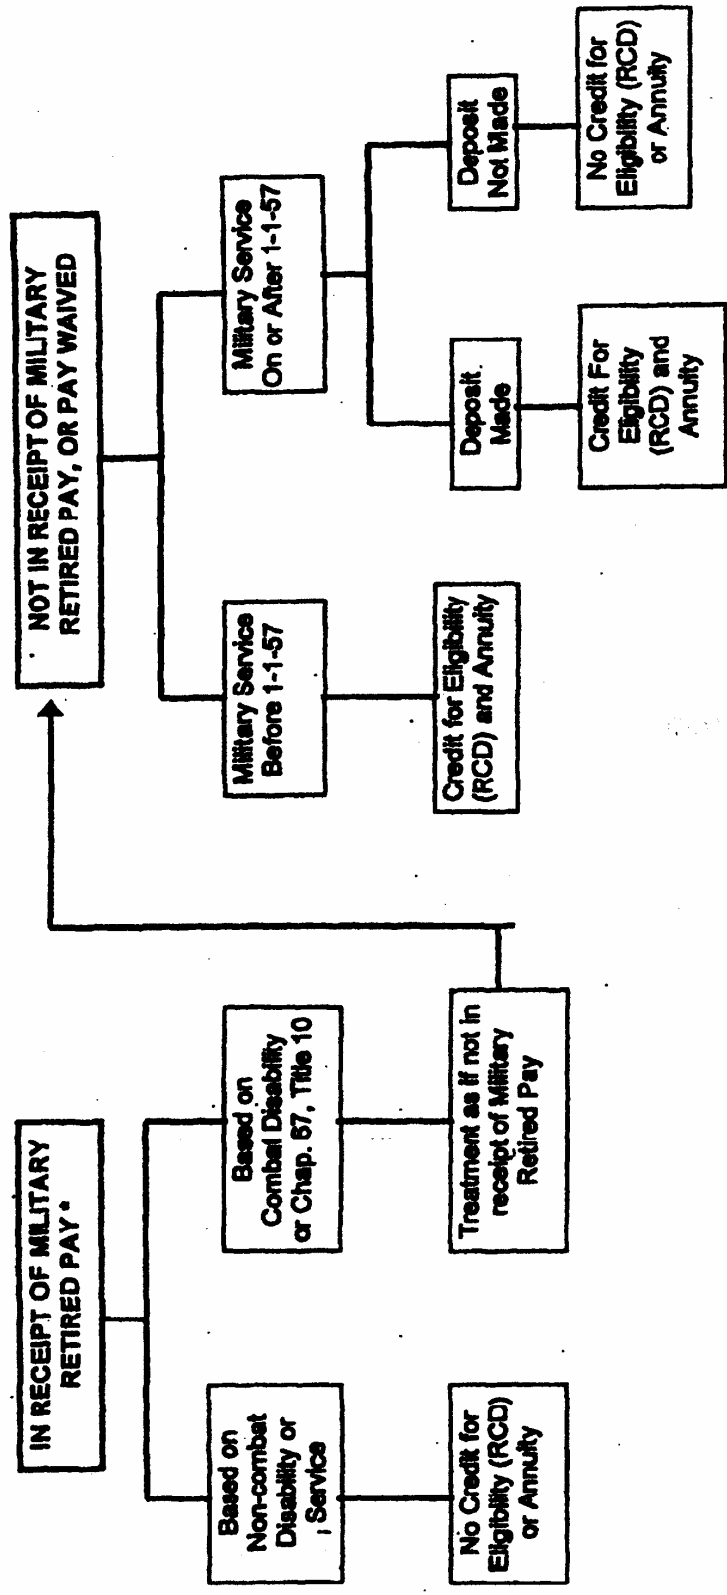 IN RECEIPT OF MILITARY
RETIRED PAY *
Based on
Non-combat
Disability or
Service
No Credit for
Eligibility (RCD)
or Annuity
Based on
Combat Disability
or Chap. 67, Title 10
Treatment as if not in
receipt of Military
Retired Pay
NOT IN RECEIPT OF MILITARY
RETIRED PAY, OR PAY WAIVED
Military Service
Before 1-1-57
Credit for Eligibility
(RCD) and Annuity
Military Service
On or After 1-1-57
Deposit
Made
Credit For
Eligibility
(RCD) and
Annuity
Deposit
Not Made
No Credit for
Eligibility (RCD)
or Annuity